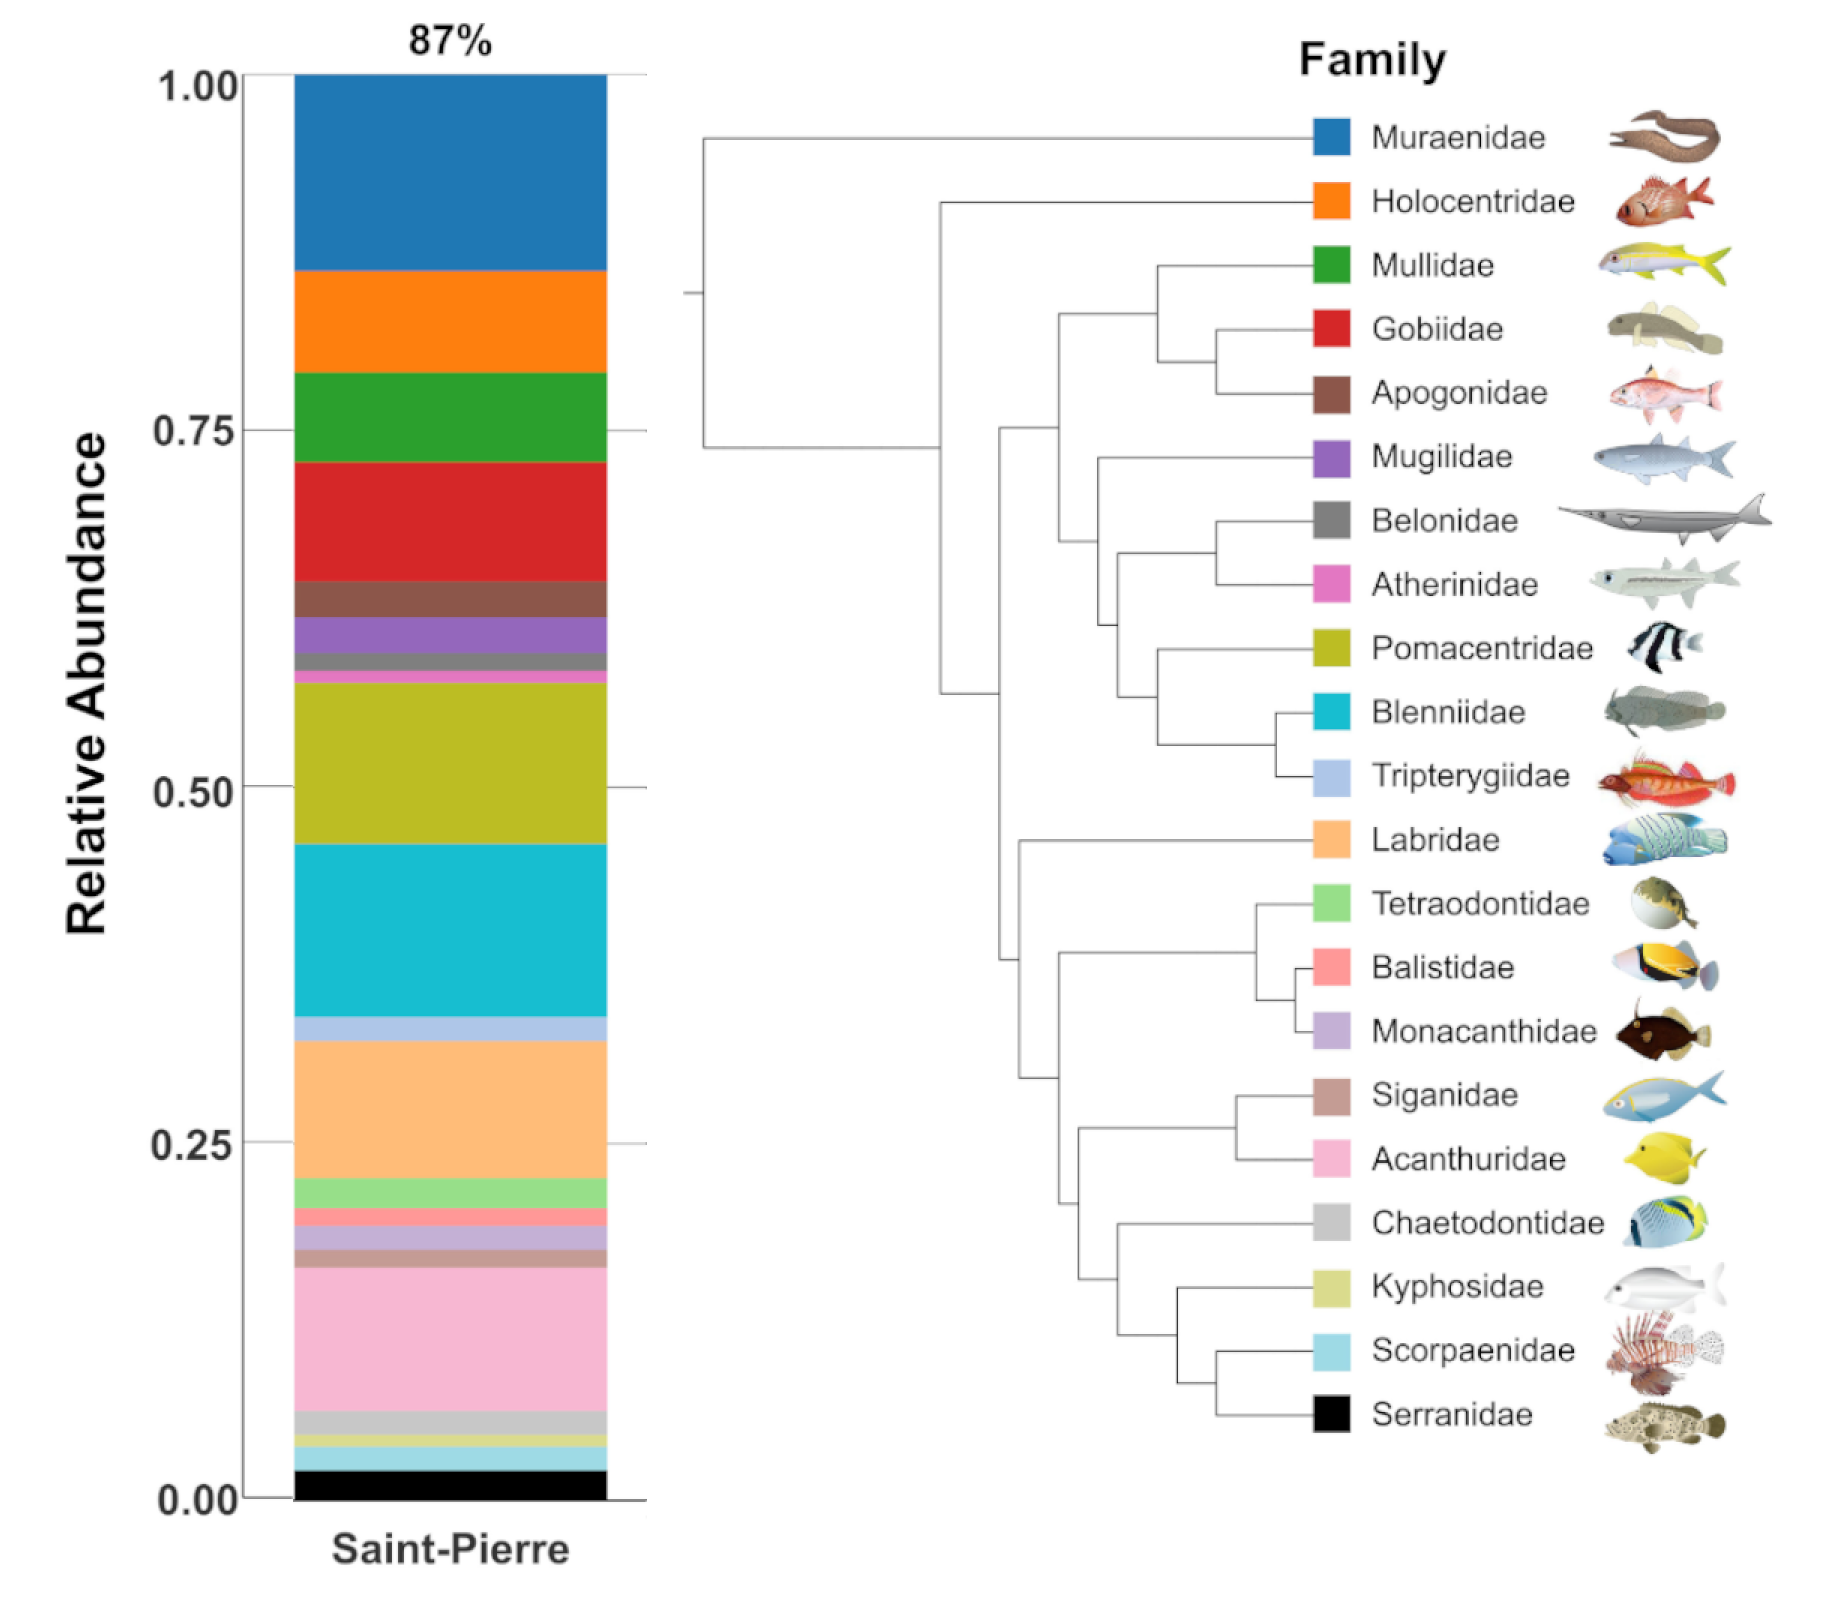 87%
1.00
0.75
0.50
0.25
0.00
Relative Abundance
Saint-Pierre
Family
Muraenidae
Holocentridae
Mullidae
Gobiidae
Apogonidae
Mugilidae
Belonidae
Atherinidae
Pomacentridae
Blenniidae
Tripterygiidae
Labridae
Tetraodontidae
Balistidae
Monacanthidae
Siganidae
Acanthuridae
Chaetodontidae
Kyphosidae
Scorpaenidae
Serranidae